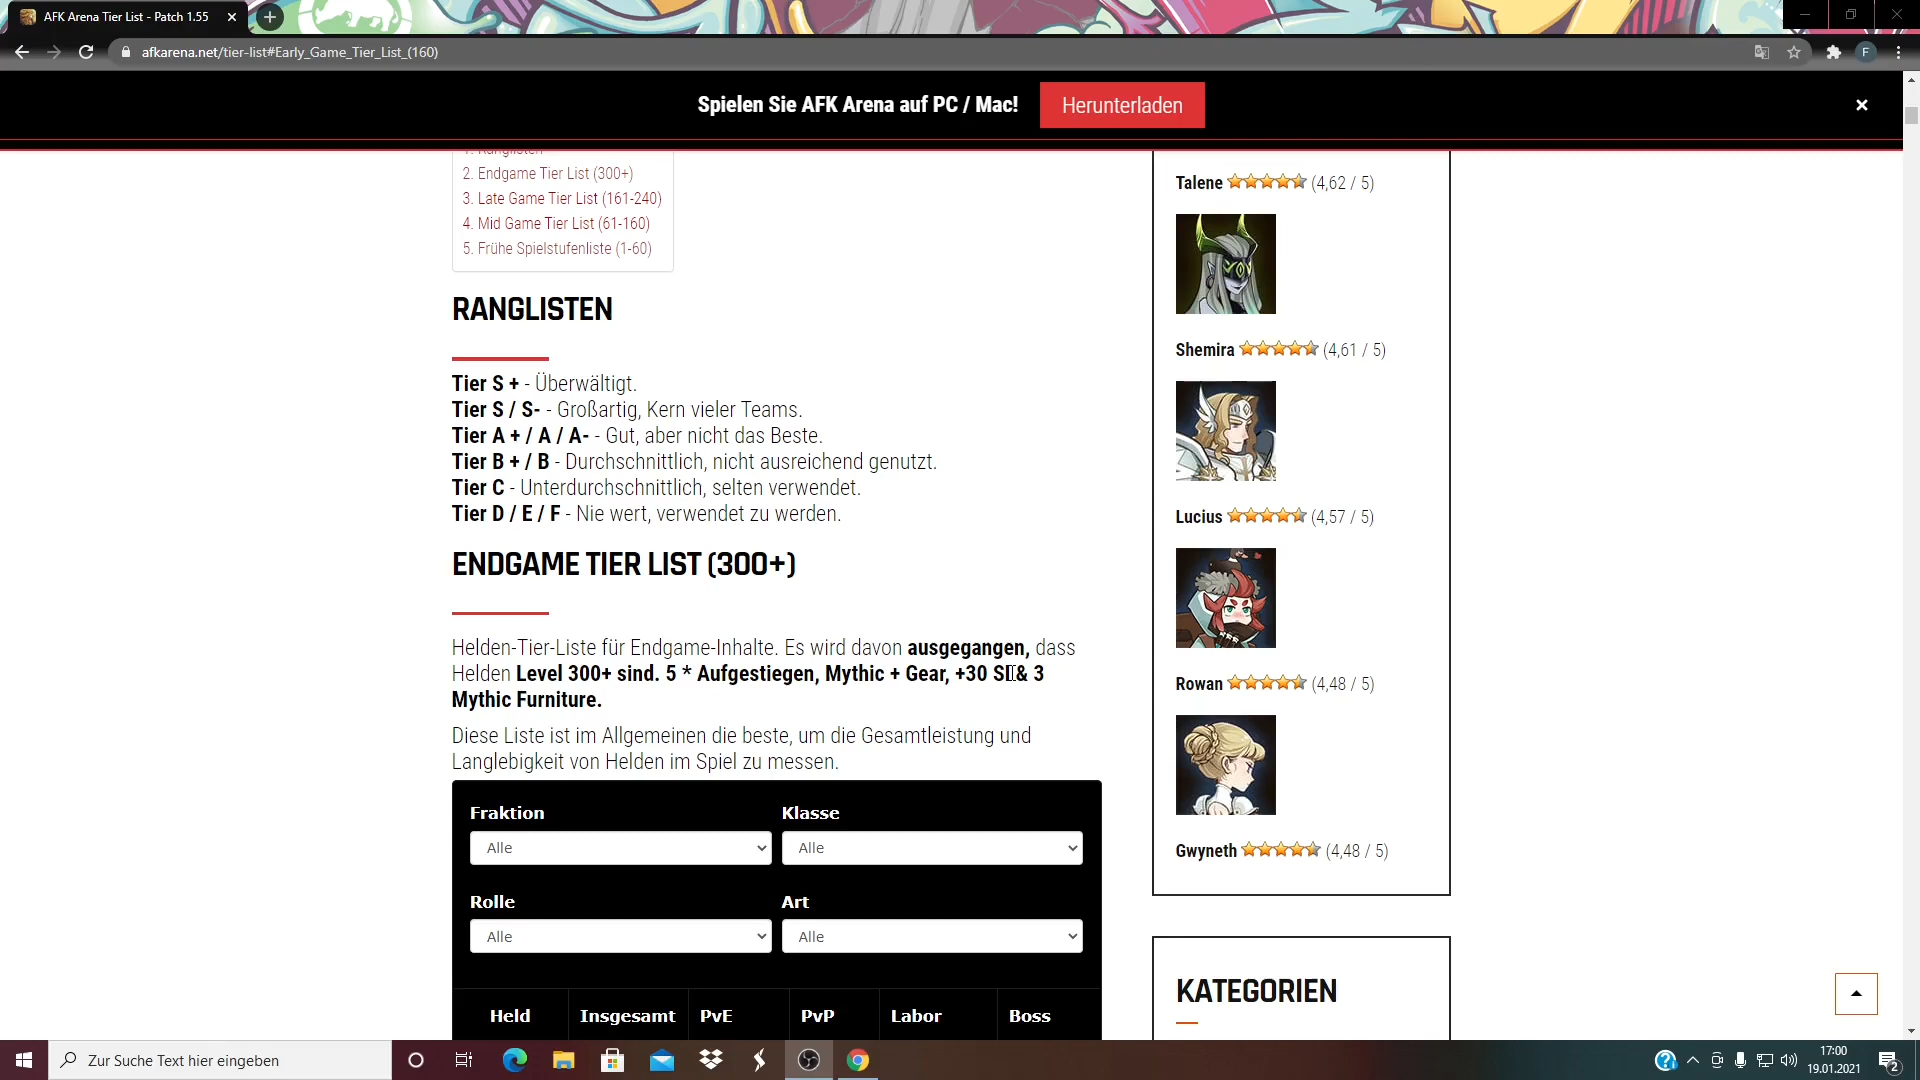 AFK Arena Tier List - Patch 1.55
afkarena.net/tier-list#Early_Game_Tier_List_(160)
F
Spielen Sie AFK Arena auf PC / Mac!
Herunterladen
1. Ranglisten
2. Endgame Tier List (300+)
3. Late Game Tier List (161-240)
4. Mid Game Tier List (61-160)
5. Frühe Spielstufenliste (1-60)
RANGLISTEN
Tier S + - Überwältigt.
Tier S / S- - Großartig, Kern vieler Teams.
Tier A + / A / A- - Gut, aber nicht das Beste.
Tier B + / B - Durchschnittlich, nicht ausreichend genutzt.
Tier C - Unterdurchschnittlich, selten verwendet.
Tier D / E / F - Nie wert, verwendet zu werden.
ENDGAME TIER LIST (300+)
Helden-Tier-Liste für Endgame-Inhalte. Es wird davon ausgegangen, dass
Helden Level 300+ sind. 5 * Aufgestiegen, Mythic + Gear, +30 SI & 3
Mythic Furniture.
Diese Liste ist im Allgemeinen die beste, um die Gesamtleistung und
Langlebigkeit von Helden im Spiel zu messen.
Fraktion
Klasse
Alle
Alle
Rolle
Art
Alle
Alle
Held
Insgesamt
PvE
PvP
Labor
Boss
Talene (4,62 / 5)
Shemira (4,61 / 5)
Lucius (4,57 / 5)
Rowan (4,48 / 5)
Gwyneth (4,48 / 5)
KATEGORIEN
Zur Suche Text hier eingeben
17:00
19.01.2021
2